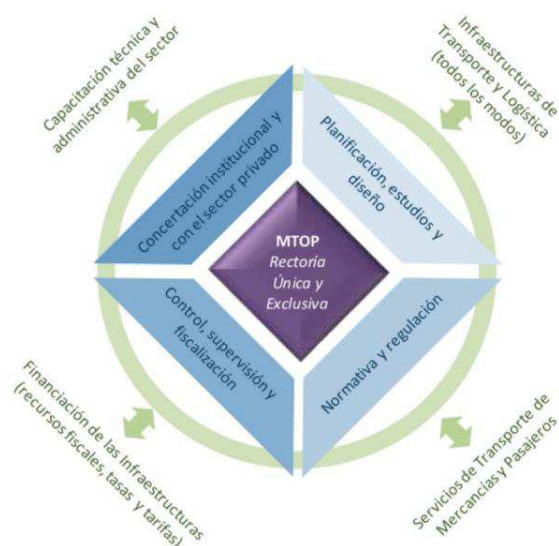 Capacitación técnica y
administrativa del sector
Infraestructuras de
Transporte y Logística
(todos los modos)
Concertación institucional y
con el sector privado
Planificación, estudios y
diseño
MTOP
Rectoría
Única y
Exclusiva
Control, supervisión y
fiscalización
Normativa y regulación
Financiación de las Infraestructuras
(recursos fiscales, tasas y tarifas)
Servicios de Transporte de
Mercancías y Pasajeros